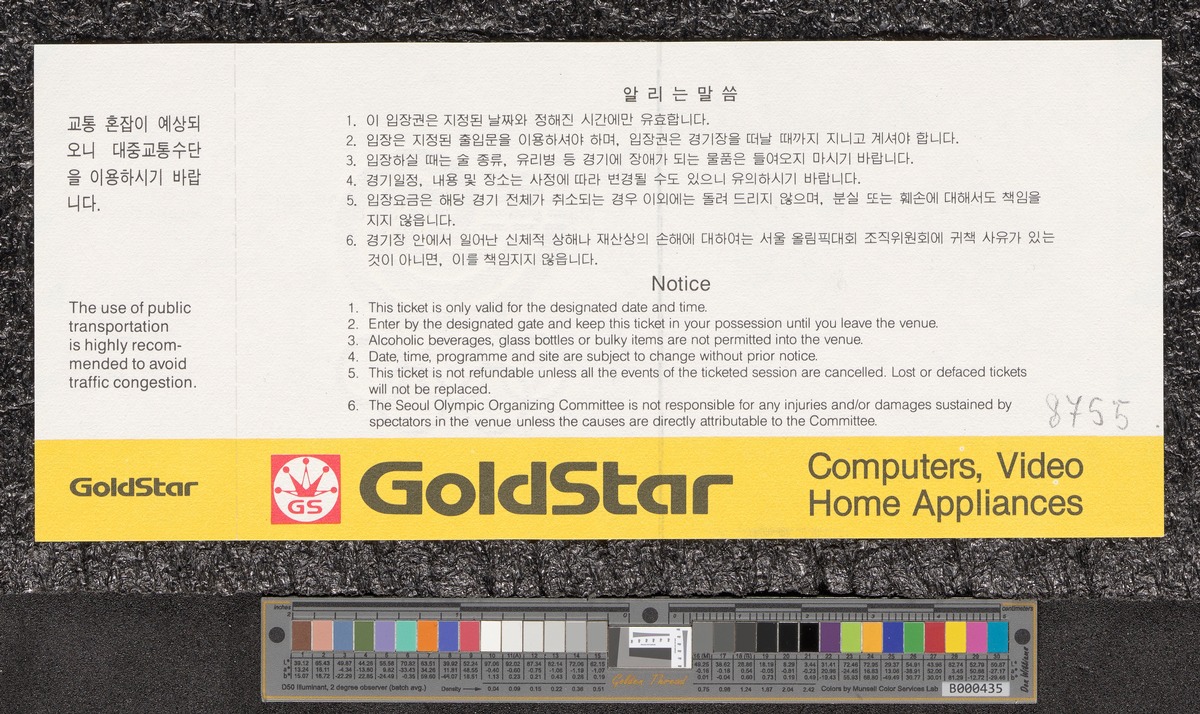 교통 혼잡이 예상되
오니 대중교통수단
을 이용하시기 바랍
니다.
The use of public
transportation
is highly recom-
mended to avoid
traffic congestion.
GoldStar
알리는말씀
1. 이 입장권은 지정된 날짜와 정해진 시간에만 유효합니다.
2. 입장은 지정된 출입문을 이용하셔야 하며, 입장권은 경기장을 떠날 때까지 지니고 계셔야 합니다.
3. 입장하실 때는 술 종류, 유리병 등 경기에 장애가 되는 물품은 들여오지 마시기 바랍니다.
4. 경기일정, 내용 및 장소는 사정에 따라 변경될 수도 있으니 유의하시기 바랍니다.
5. 입장요금은 해당 경기 전체가 취소되는 경우 이외에는 돌려 드리지 않으며, 분실 또는 훼손에 대해서도 책임을
지지 않읍니다.
6. 경기장 안에서 일어난 신체적 상해나 재산상의 손해에 대하여는 서울 올림픽대회 조직위원회에 귀책 사유가 있는
것이 아니면, 이를 책임지지 않읍니다.
Notice
1. This ticket is only valid for the designated date and time.
2. Enter by the designated gate and keep this ticket in your possession until you leave the venue.
3. Alcoholic beverages, glass bottles or bulky items are not permitted into the venue.
4. Date, time, programme and site are subject to change without prior notice.
5. This ticket is not refundable unless all the events of the ticketed session are cancelled. Lost or defaced tickets
will not be replaced.
6. The Seoul Olympic Organizing Committee is not responsible for any injuries and/or damages sustained by
spectators in the venue unless the causes are directly attributable to the Committee.
8755
GS
GoldStar
Computers, Video
Home Appliances
inches
centimeters
D50 Illuminant, 2 degree observer (batch avg.)
Density
Golden Thread
Colors by Munsell Color Services Lab
B000435